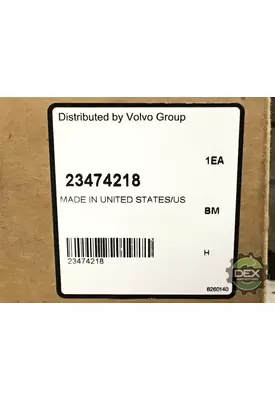 Distributed by Volvo Group
1EA
23474218
MADE IN UNITED STATES/US
BM
H
23474218
8260140
DEX